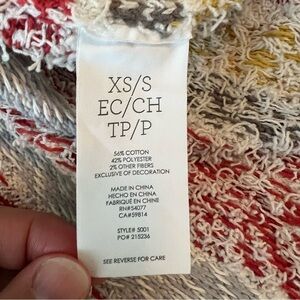 XS/S
EC/CH
TP/P
56% COTTON
42% POLYESTER
2% OTHER FIBERS
EXCLUSIVE OF DECORATION
MADE IN CHINA
HECHO EN CHINA
FABRIQUÉ EN CHINE
RN#54077
CA#59814
STYLE# 5001
PO# 215236
SEE REVERSE FOR CARE